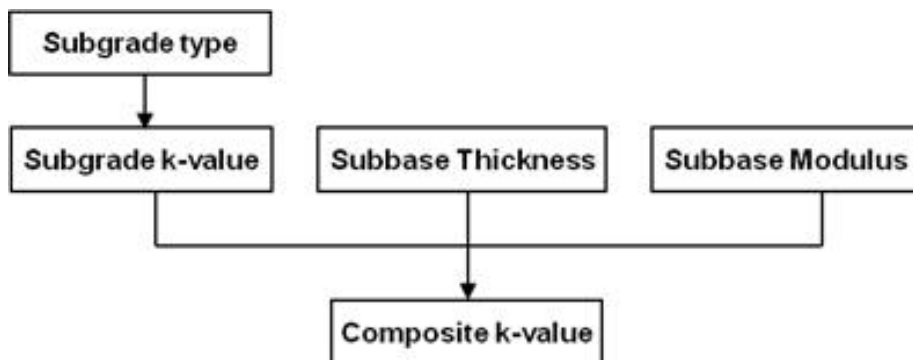 Subgrade type
Subgrade k-value
Subbase Thickness
Subbase Modulus
Composite k-value